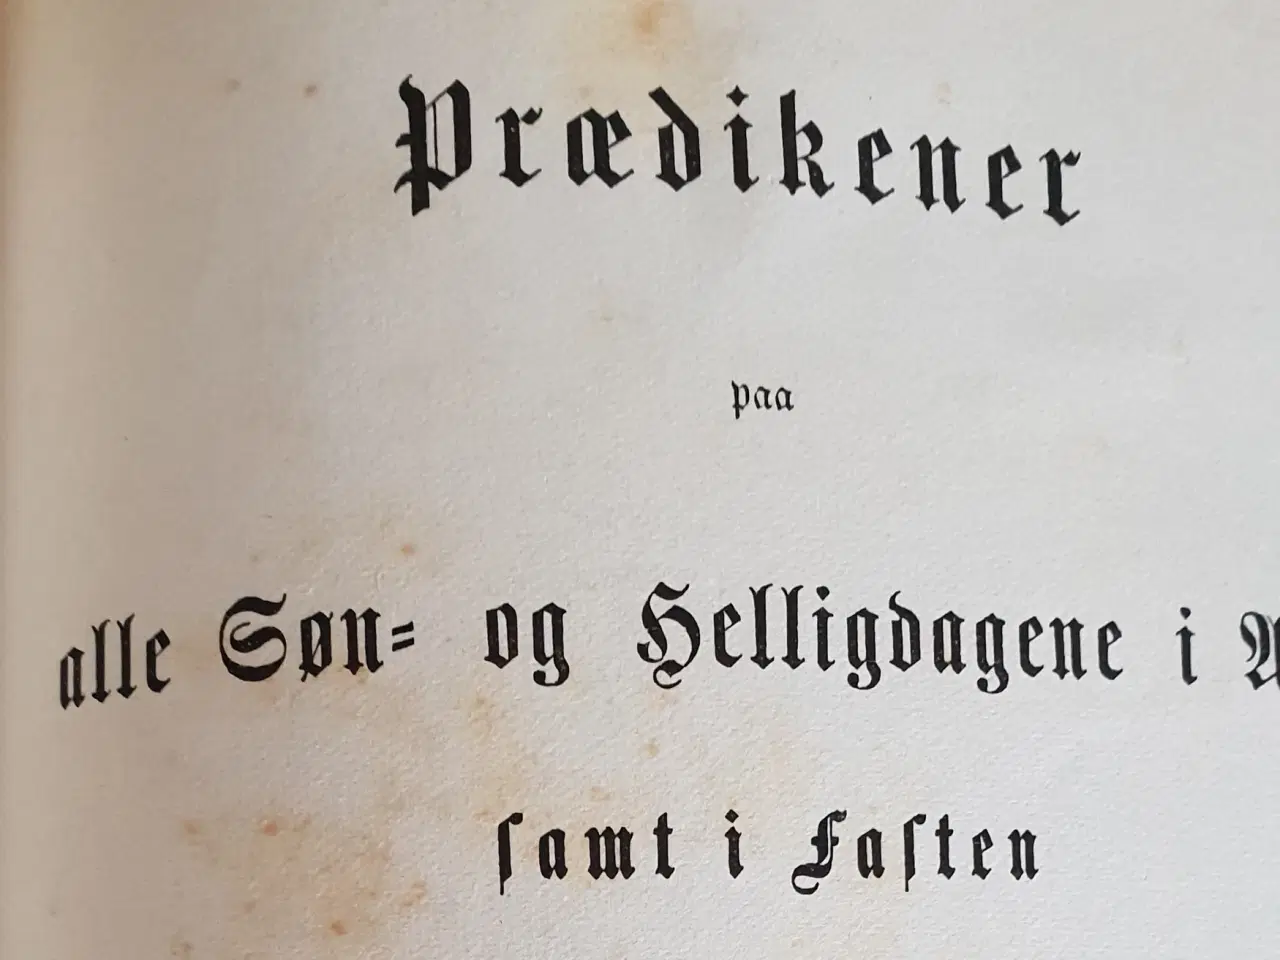 Prædikener
paa
alle Søn= og Helligdagene i
samt i Fasten